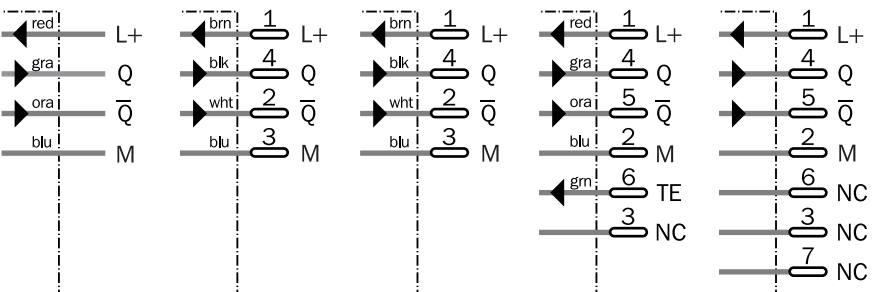 red L+
gra Q
ora Q̅
blu M
brn 1 L+
blk 4 Q
wht 2 Q̅
blu 3 M
brn 1 L+
blk 4 Q
wht 2 Q̅
blu 3 M
red 1 L+
gra 4 Q
ora 5 Q̅
blu 2 M
grn 6 TE
3 NC
1 L+
4 Q
5 Q̅
2 M
6 NC
3 NC
7 NC